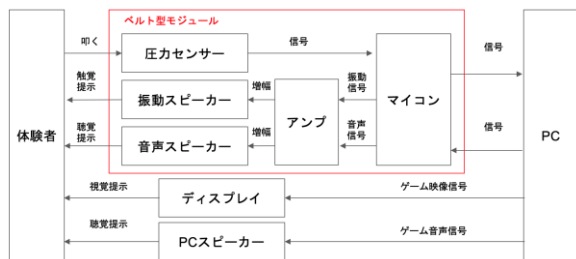 ベルト型モジュール
叩く
圧力センサー
信号
信号
触覚
提示
振動スピーカー
増幅
アンプ
振動
信号
マイコン
体験者
PC
聴覚
提示
音声スピーカー
増幅
音声
信号
信号
視覚提示
ディスプレイ
ゲーム映像信号
聴覚提示
PCスピーカー
ゲーム音声信号